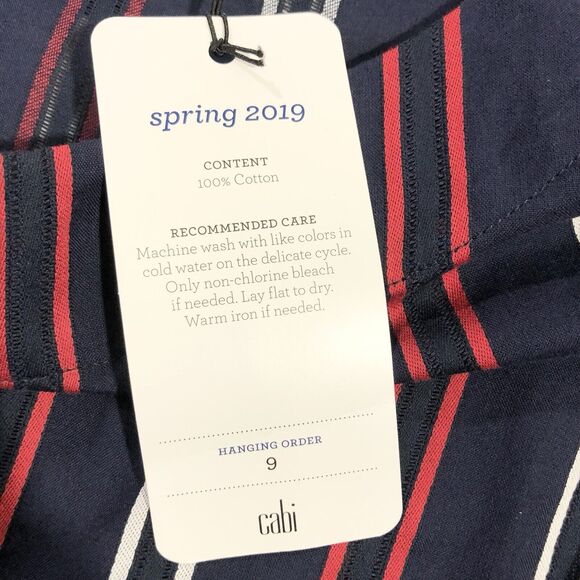 spring 2019
CONTENT
100% Cotton
RECOMMENDED CARE
Machine wash with like colors in
cold water on the delicate cycle.
Only non-chlorine bleach
if needed. Lay flat to dry.
Warm iron if needed.
HANGING ORDER
9
cabi